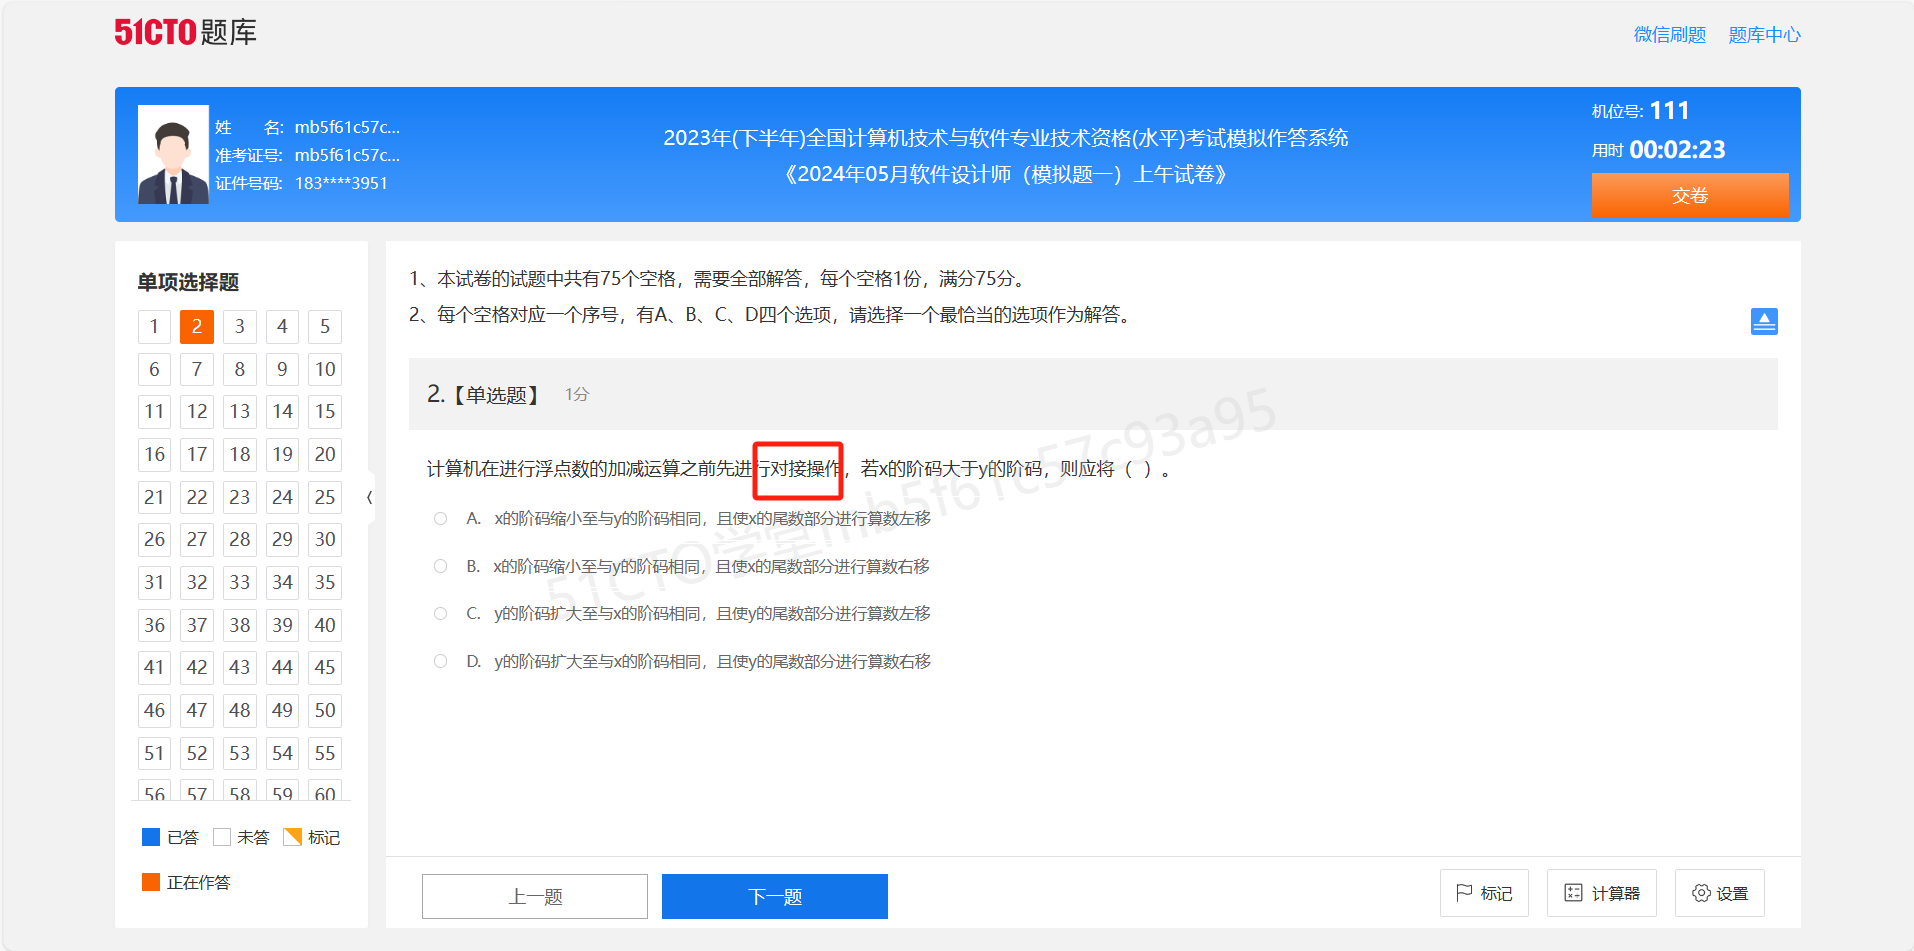 51CTO题库
微信刷题 题库中心
姓 名: mb5f61c57c...
准考证号: mb5f61c57c...
证件号码: 183****3951
2023年(下半年)全国计算机技术与软件专业技术资格(水平)考试模拟作答系统
《2024年05月软件设计师（模拟题一）上午试卷》
机位号: 111
用时 00:02:23
交卷
单项选择题
1 2 3 4 5
6 7 8 9 10
11 12 13 14 15
16 17 18 19 20
21 22 23 24 25
26 27 28 29 30
31 32 33 34 35
36 37 38 39 40
41 42 43 44 45
46 47 48 49 50
51 52 53 54 55
56 57 58 59 60
已答 未答 标记
正在作答
1、本试卷的试题中共有75个空格，需要全部解答，每个空格1份，满分75分。
2、每个空格对应一个序号，有A、B、C、D四个选项，请选择一个最恰当的选项作为解答。
2.【单选题】 1分
计算机在进行浮点数的加减运算之前先进行对接操作，若x的阶码大于y的阶码，则应将（ ）。
A. x的阶码缩小至与y的阶码相同，且使x的尾数部分进行算数左移
B. x的阶码缩小至与y的阶码相同，且使x的尾数部分进行算数右移
C. y的阶码扩大至与x的阶码相同，且使y的尾数部分进行算数左移
D. y的阶码扩大至与x的阶码相同，且使y的尾数部分进行算数右移
51CTO学堂mb5f61c57c93a95
上一题 下一题
标记 计算器 设置